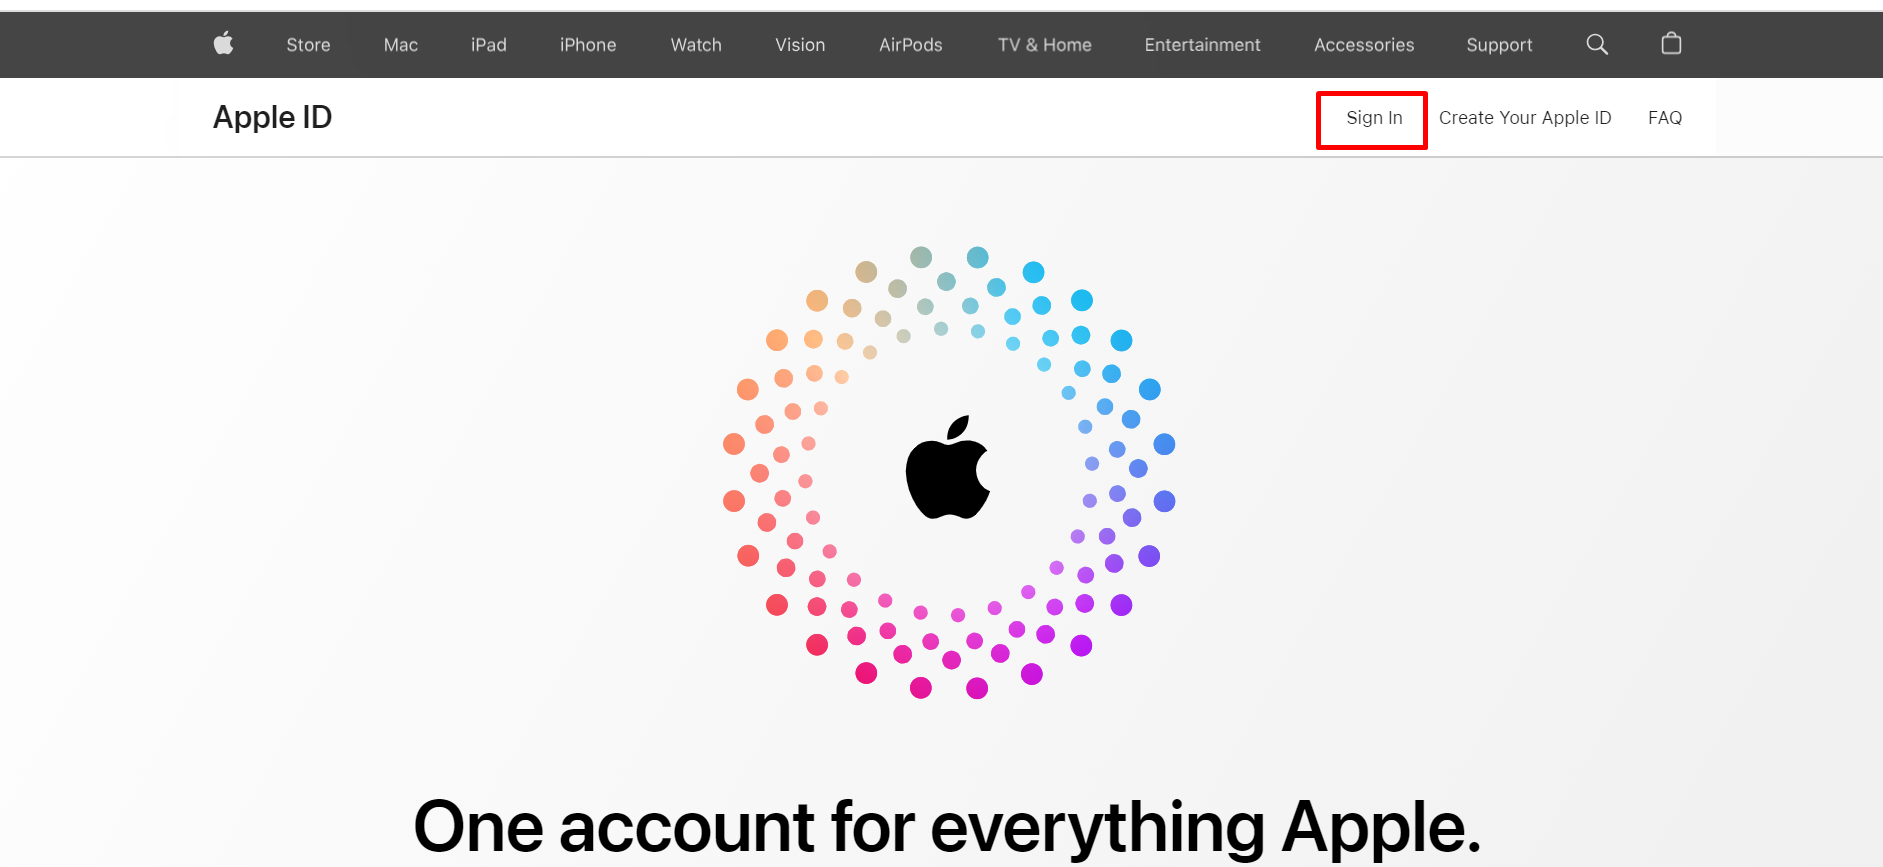 Store Mac iPad iPhone Watch Vision AirPods TV & Home Entertainment Accessories Support
Apple ID Sign In Create Your Apple ID FAQ
One account for everything Apple.